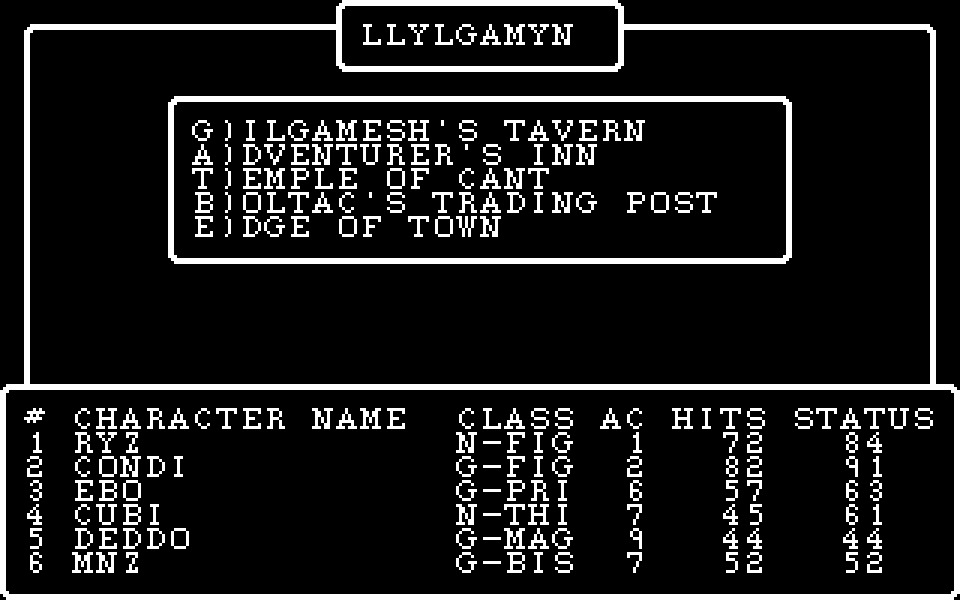 LLYLGAMYN
G)ILGAMESH'S TAVERN
A)DVENTURER'S INN
T)EMPLE OF CANT
B)OLTAC'S TRADING POST
E)DGE OF TOWN
# CHARACTER NAME CLASS AC HITS STATUS
1 RYZ N-FIG 1 72 84
2 CONDI G-FIG 2 82 91
3 EBO G-PRI 6 57 63
4 CUBI N-THI 7 45 61
5 DEDDO G-MAG 9 44 44
6 MNZ G-BIS 7 52 52